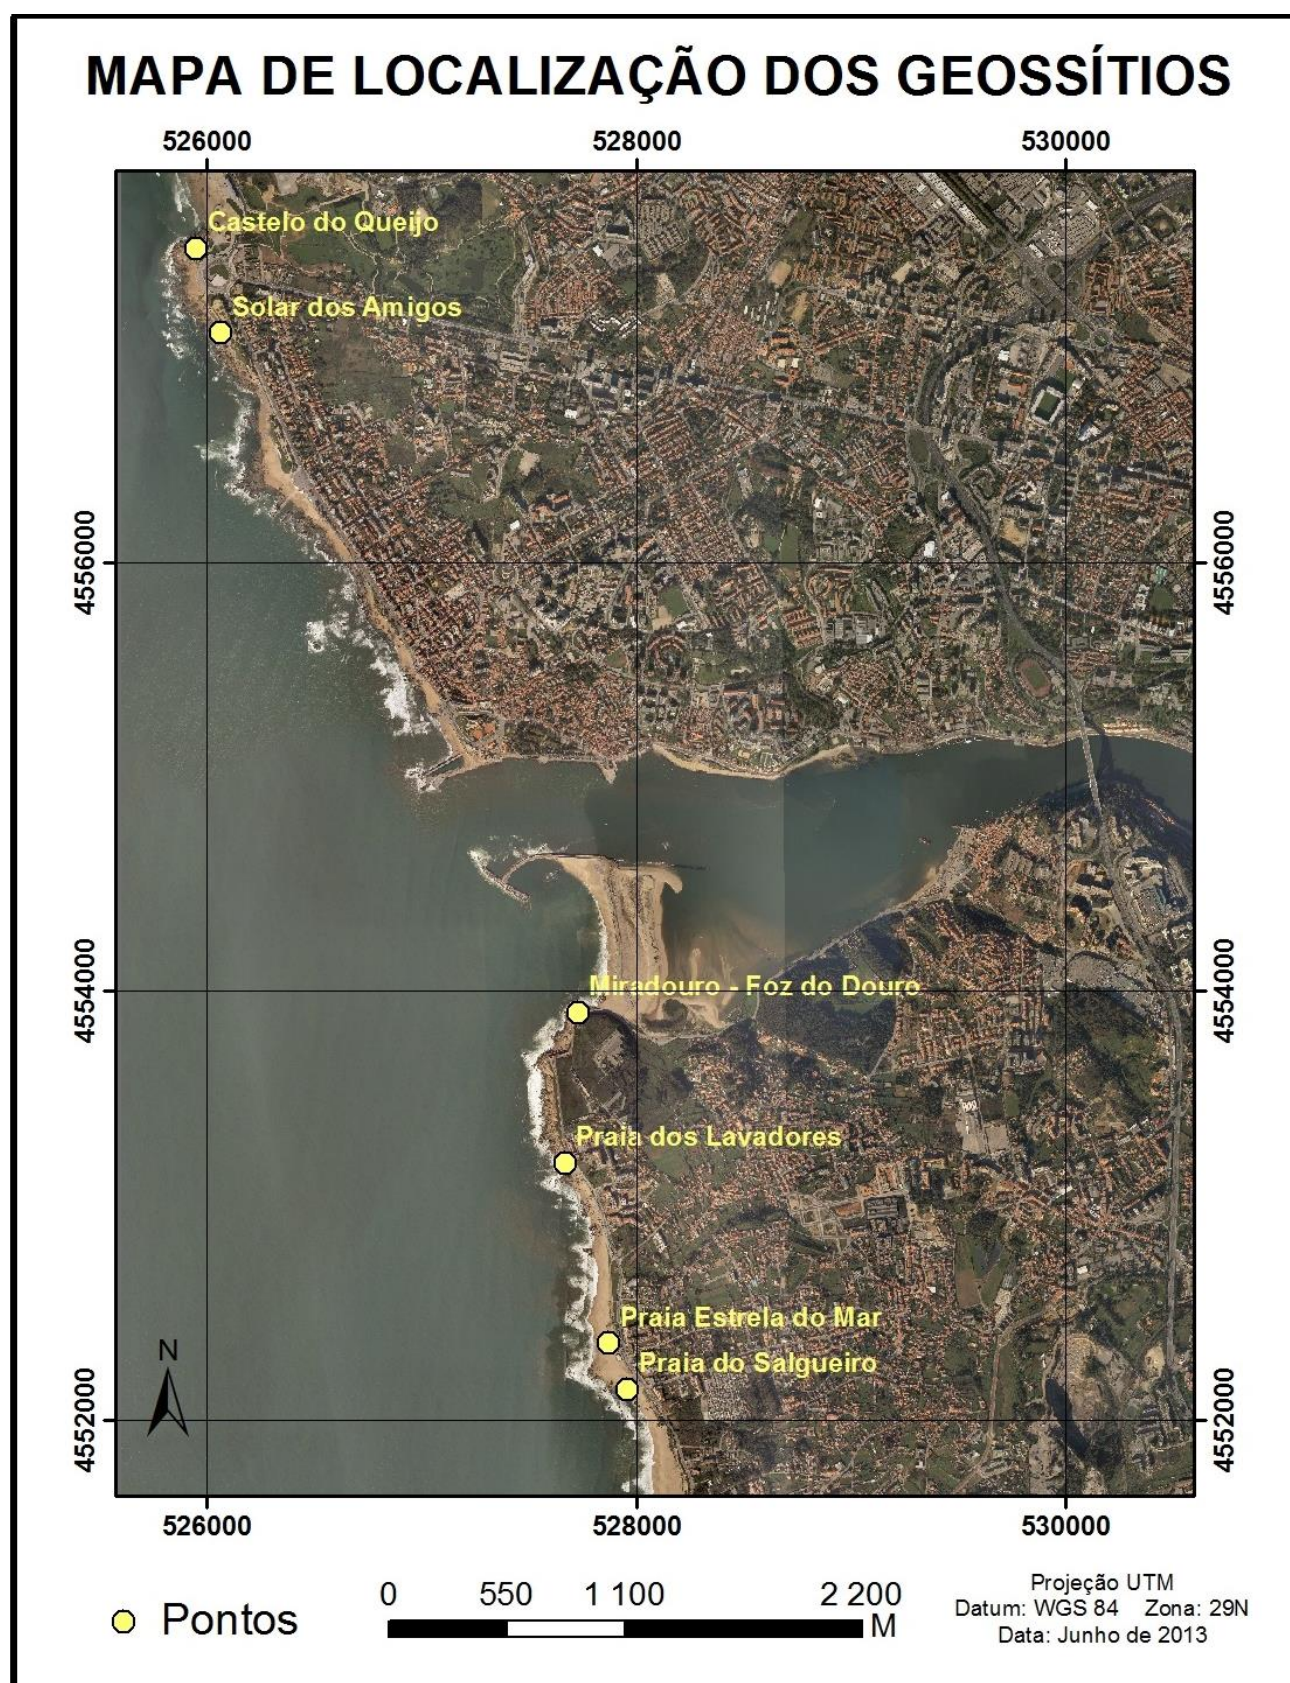 MAPA DE LOCALIZAÇÃO DOS GEOSSÍTIOS
526000 528000 530000
Castelo do Queijo
Solar dos Amigos
4556000 4556000
Miradouro - Foz do Douro
4554000 4554000
Praia dos Lavadores
Praia Estrela do Mar
Praia do Salgueiro
N
4552000 4552000
526000 528000 530000
Pontos
0 550 1 100 2 200
M
Projeção UTM
Datum: WGS 84 Zona: 29N
Data: Junho de 2013